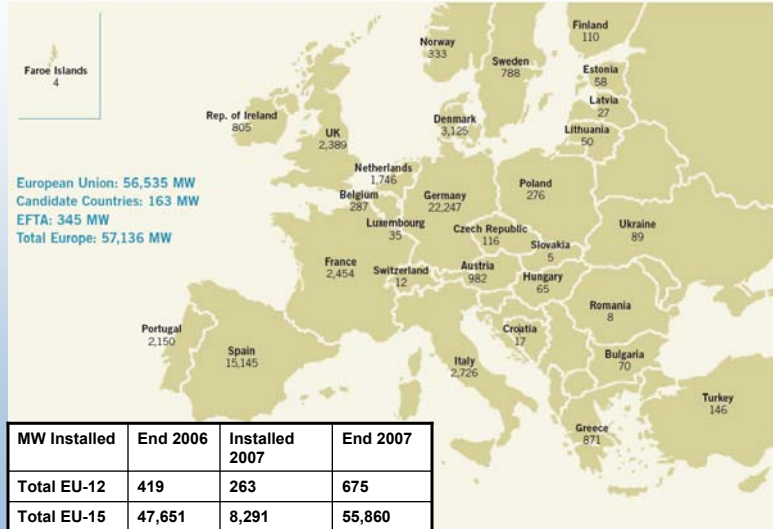 Faroe Islands
4
Norway
333
Sweden
788
Finland
110
Estonia
58
Latvia
27
Lithuania
50
Rep. of Ireland
805
UK
2,389
Denmark
3,125
Netherlands
1,746
Belgium
287
Luxembourg
35
Germany
22,247
Poland
276
Czech Republic
116
Slovakia
5
Ukraine
89
European Union: 56,535 MW
Candidate Countries: 163 MW
EFTA: 345 MW
Total Europe: 57,136 MW
France
2,454
Switzerland
12
Austria
982
Hungary
65
Romania
8
Portugal
2,150
Spain
15,145
Italy
2,726
Croatia
17
Bulgaria
70
Greece
871
Turkey
146
MW Installed End 2006 Installed 2007 End 2007
Total EU-12 419 263 675
Total EU-15 47,651 8,291 55,860